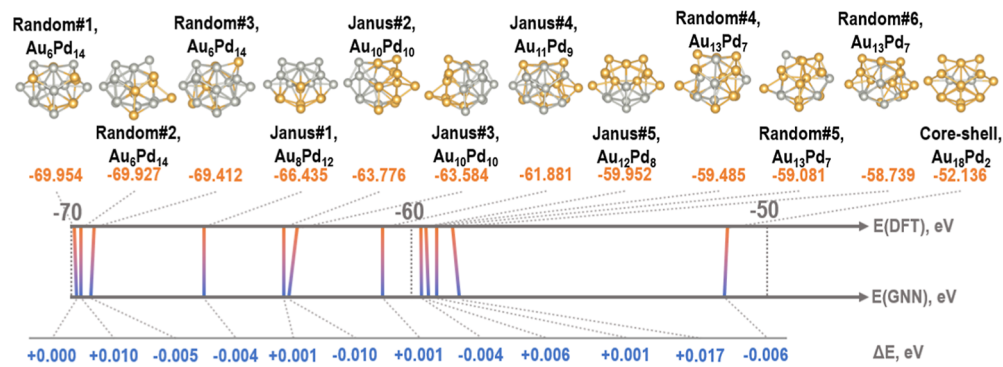 Random#1,
Au6Pd14
Random#3,
Au6Pd14
Janus#2,
Au10Pd10
Janus#4,
Au11Pd9
Random#4,
Au13Pd7
Random#6,
Au13Pd7
Random#2,
Au6Pd14
Janus#1,
Au8Pd12
Janus#3,
Au10Pd10
Janus#5,
Au12Pd8
Random#5,
Au13Pd7
Core-shell,
Au18Pd2
-69.954 -69.927 -69.412 -66.435 -63.776 -63.584 -61.881 -59.952 -59.485 -59.081 -58.739 -52.136
-70 -60 -50
E(DFT), eV
E(GNN), eV
+0.000 +0.010 -0.005 -0.004 +0.001 -0.010 +0.001 -0.004 +0.006 +0.001 +0.017 -0.006 ΔE, eV